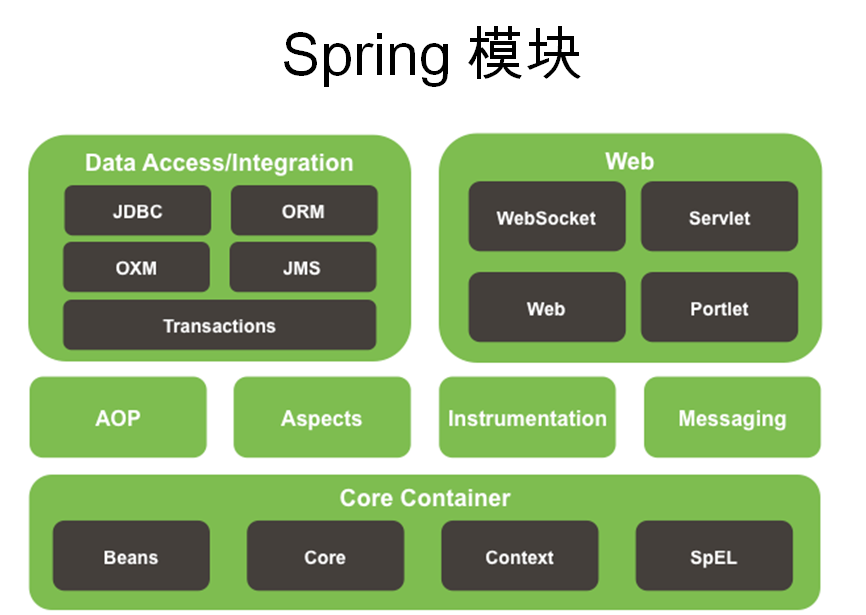 Spring 模块
Data Access/Integration
JDBC
ORM
OXM
JMS
Transactions
Web
WebSocket
Servlet
Web
Portlet
AOP
Aspects
Instrumentation
Messaging
Core Container
Beans
Core
Context
SpEL